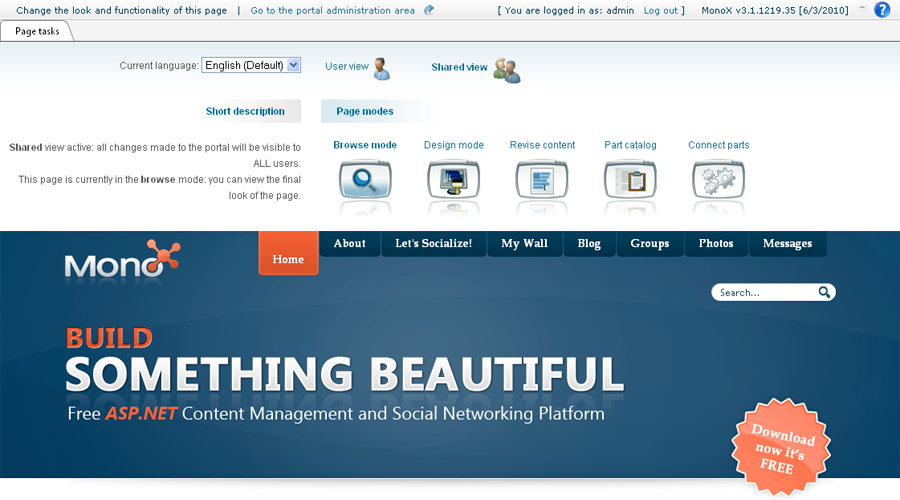 Change the look and functionality of this page | Go to the portal administration area [ You are logged in as: admin Log out ] MonoX v3.1.1219.35 [6/3/2010]
Page tasks
Current language: English (Default) User view Shared view
Short description Page modes
Shared view active: all changes made to the portal will be visible to
ALL users.
This page is currently in the browse mode: you can view the final
look of the page.
Browse mode Design mode Revise content Part catalog Connect parts
MonoX
Home About Let's Socialize! My Wall Blog Groups Photos Messages
Search...
BUILD
SOMETHING BEAUTIFUL
Free ASP.NET Content Management and Social Networking Platform
Download
now it's
FREE